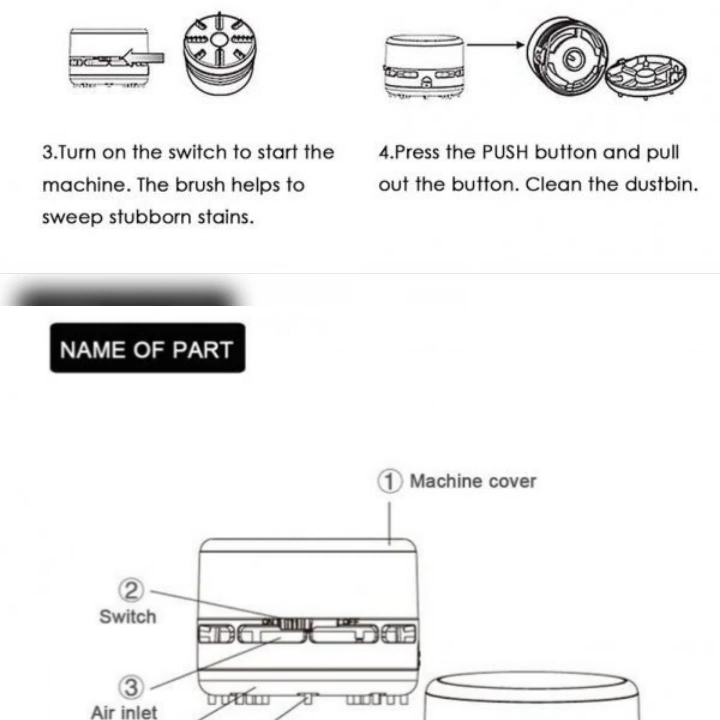 3.Turn on the switch to start the
machine. The brush helps to
sweep stubborn stains.
4.Press the PUSH button and pull
out the button. Clean the dustbin.
NAME OF PART
① Machine cover
②
Switch
ON OFF
③
Air inlet